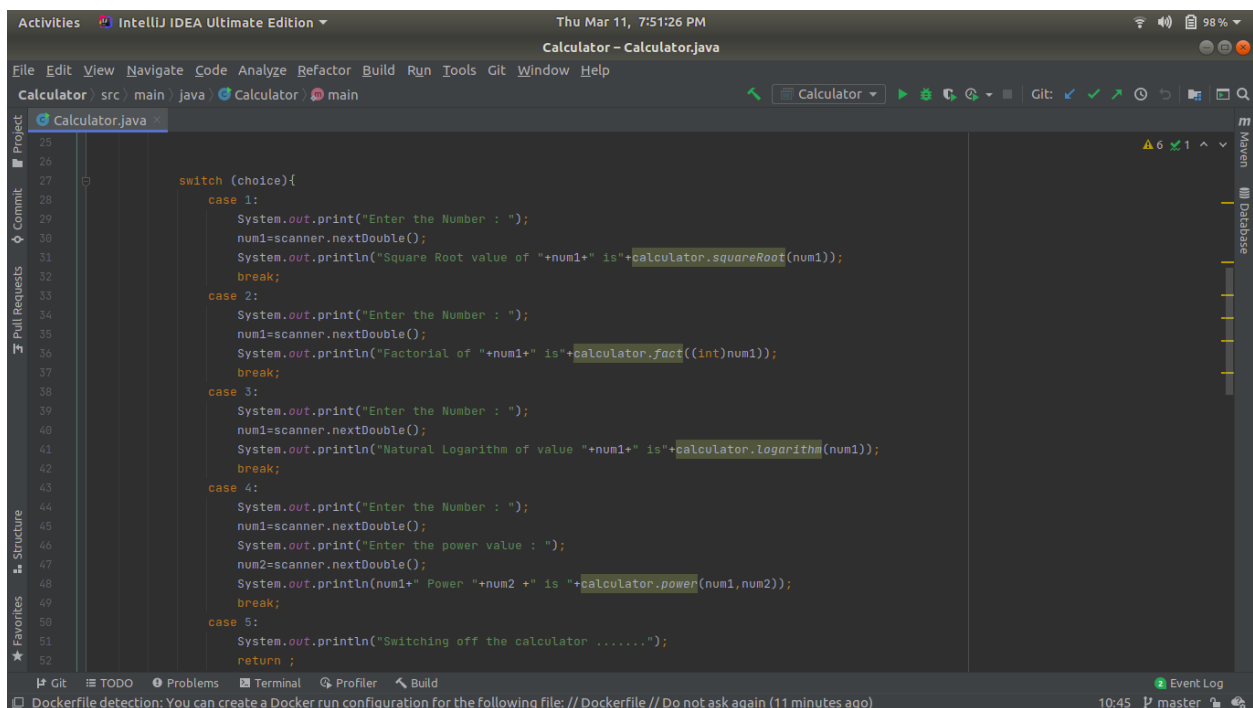 Activities IntelliJ IDEA Ultimate Edition Thu Mar 11, 7:51:26 PM 98%
Calculator – Calculator.java
File Edit View Navigate Code Analyze Refactor Build Run Tools Git Window Help
Calculator src main java Calculator main Calculator Git:
Calculator.java
Project
Commit
Pull Requests
Structure
Favorites
6 1
25
26
27 switch (choice){
28 case 1:
29 System.out.print("Enter the Number : ");
30 num1=scanner.nextDouble();
31 System.out.println("Square Root value of "+num1+" is"+calculator.squareRoot(num1));
32 break;
33 case 2:
34 System.out.print("Enter the Number : ");
35 num1=scanner.nextDouble();
36 System.out.println("Factorial of "+num1+" is"+calculator.fact((int)num1));
37 break;
38 case 3:
39 System.out.print("Enter the Number : ");
40 num1=scanner.nextDouble();
41 System.out.println("Natural Logarithm of value "+num1+" is"+calculator.logarithm(num1));
42 break;
43 case 4:
44 System.out.print("Enter the Number : ");
45 num1=scanner.nextDouble();
46 System.out.print("Enter the power value : ");
47 num2=scanner.nextDouble();
48 System.out.println(num1+" Power "+num2 +" is "+calculator.power(num1,num2));
49 break;
50 case 5:
51 System.out.println("Switching off the calculator .......");
52 return ;
m Maven
Database
Git TODO Problems Terminal Profiler Build 2 Event Log
Dockerfile detection: You can create a Docker run configuration for the following file: // Dockerfile // Do not ask again (11 minutes ago) 10:45 master